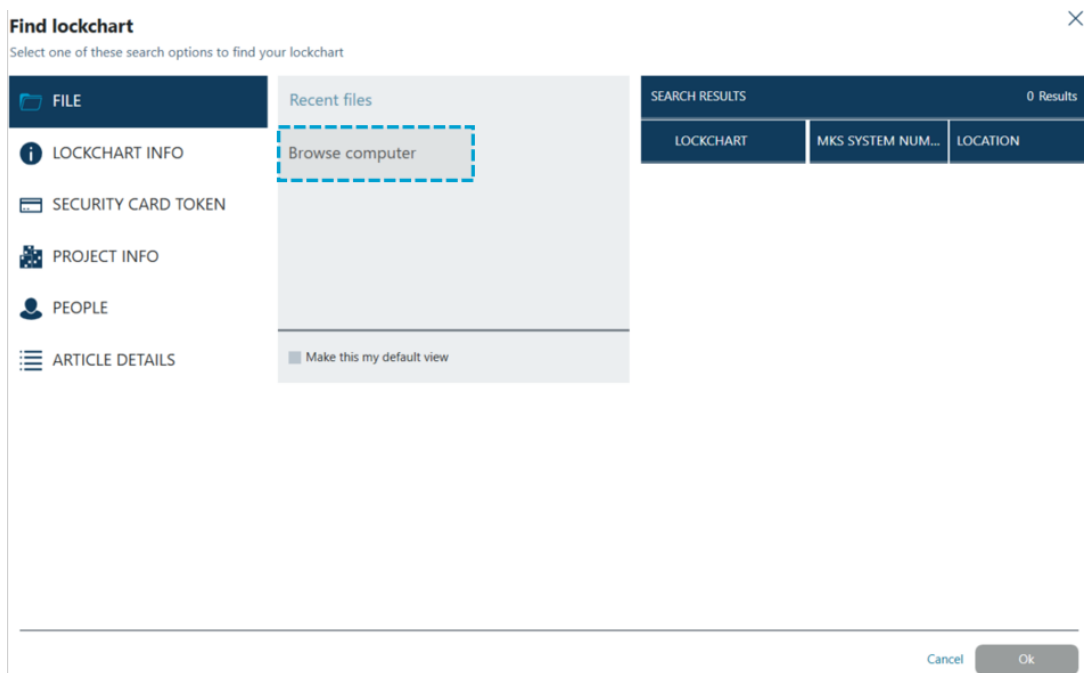 Find lockchart
Select one of these search options to find your lockchart
FILE
LOCKCHART INFO
SECURITY CARD TOKEN
PROJECT INFO
PEOPLE
ARTICLE DETAILS
Recent files
Browse computer
Make this my default view
SEARCH RESULTS 0 Results
LOCKCHART MKS SYSTEM NUM... LOCATION
Cancel Ok